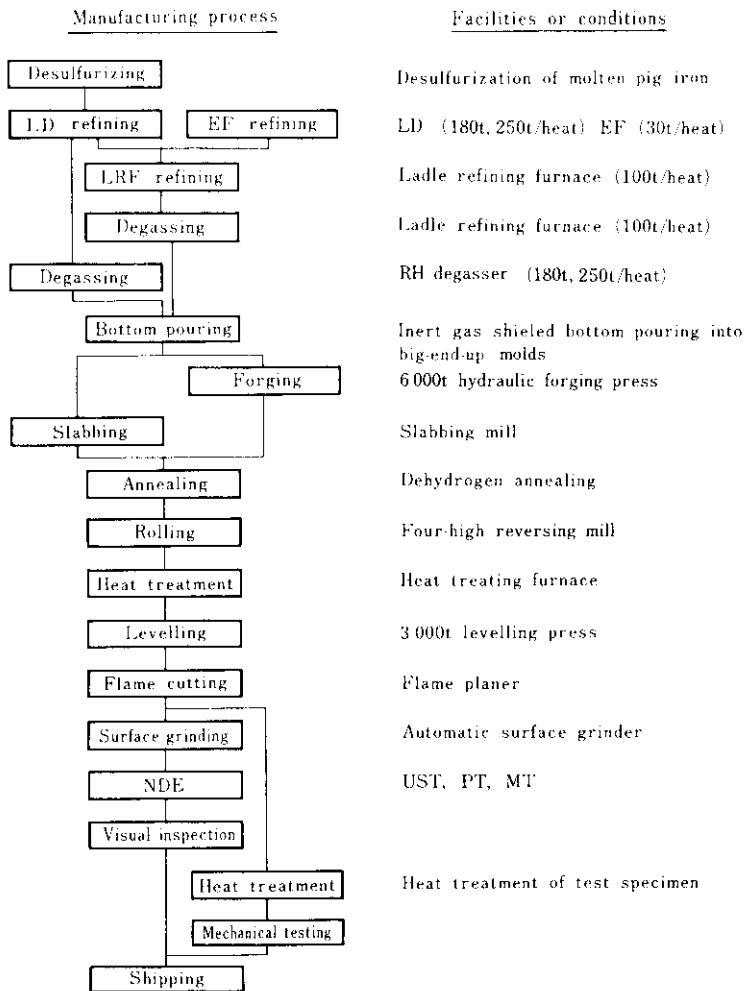 Manufacturing process Facilities or conditions
Desulfurizing Desulfurization of molten pig iron
LD refining EF refining LD (180t, 250t/heat) EF (30t/heat)
LRF refining Ladle refining furnace (100t/heat)
Degassing Ladle refining furnace (100t/heat)
Degassing RH degasser (180t, 250t/heat)
Bottom pouring Inert gas shielded bottom pouring into
big-end-up molds
Forging 6 000t hydraulic forging press
Slabbing Slabbing mill
Annealing Dehydrogen annealing
Rolling Four-high reversing mill
Heat treatment Heat treating furnace
Levelling 3 000t levelling press
Flame cutting Flame planer
Surface grinding Automatic surface grinder
NDE UST, PT, MT
Visual inspection
Heat treatment Heat treatment of test specimen
Mechanical testing
Shipping